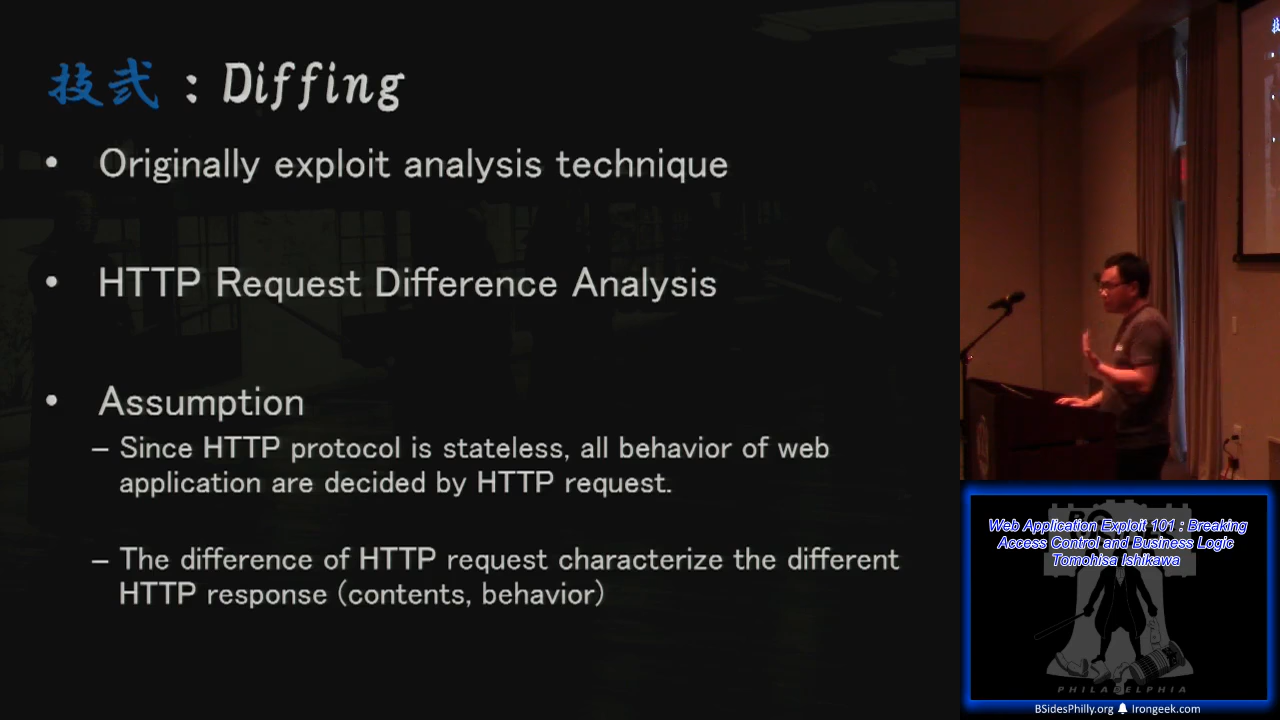 技弐 : Diffing
• Originally exploit analysis technique
• HTTP Request Difference Analysis
• Assumption
– Since HTTP protocol is stateless, all behavior of web
application are decided by HTTP request.
– The difference of HTTP request characterize the different
HTTP response (contents, behavior)
Web Application Exploit 101 : Breaking
Access Control and Business Logic
Tomohisa Ishikawa
PHILADELPHIA
BSidesPhilly.org Irongeek.com